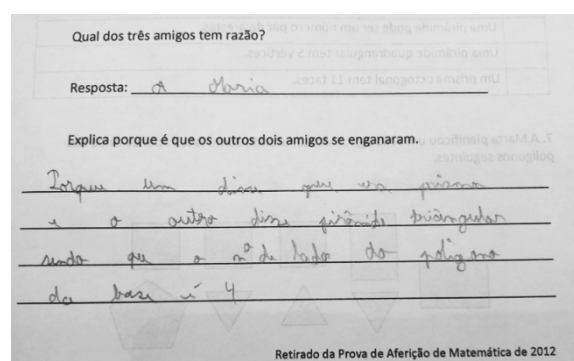 Qual dos três amigos tem razão?
Resposta: A Maria
Explica porque é que os outros dois amigos se enganaram.
Porque um disse que era prisma
e o outro disse pirâmide triângular
sendo que o nº de lados do polígono
da base é 4
Retirado da Prova de Aferição de Matemática de 2012